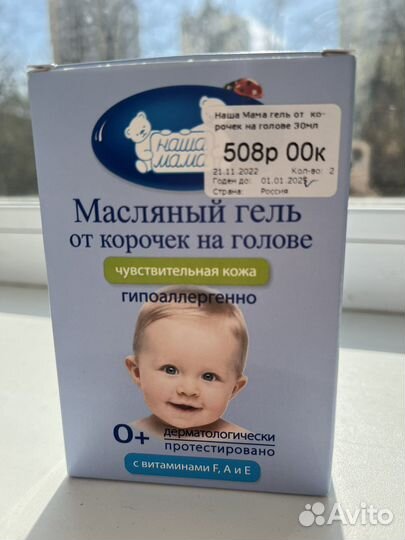 Наша Мама гель от ко-
рочек на голове 30мл
508р 00к
21.11.2022 Кол-во: 2
Годен до: 01.01.202
Страна: Россия
наша
мама
Масляный гель
от корочек на голове
чувствительная кожа
гипоаллергенно
0+ дерматологически
протестировано
с витаминами F, А и Е
Avito